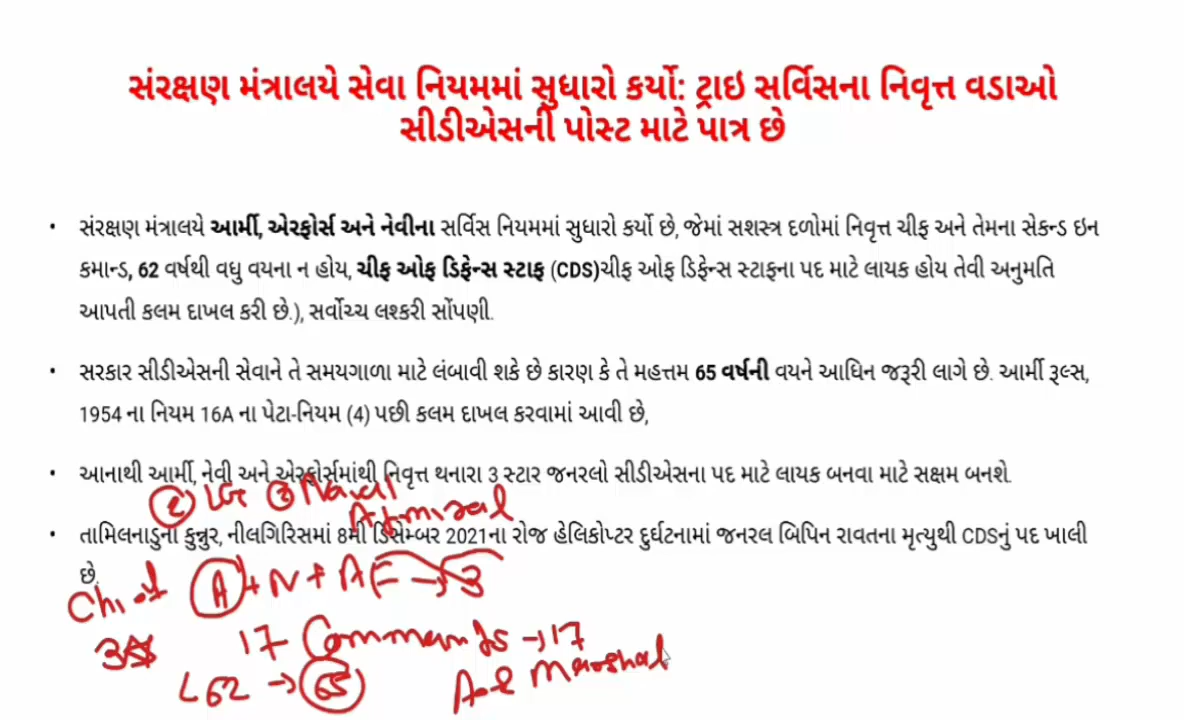 સંરક્ષણ મંત્રાલયે સેવા નિયમમાં સુધારો કર્યો: ટ્રાઇ સર્વિસના નિવૃત્ત વડાઓ
સીડીએસની પોસ્ટ માટે પાત્ર છે
• સંરક્ષણ મંત્રાલયે આર્મી, એરફોર્સ અને નેવીના સર્વિસ નિયમમાં સુધારો કર્યો છે, જેમાં સશસ્ત્ર દળોમાં નિવૃત્ત ચીફ અને તેમના સેકન્ડ ઇન
કમાન્ડ, 62 વર્ષથી વધુ વયના ન હોય, ચીફ ઓફ ડિફેન્સ સ્ટાફ (CDS)ચીફ ઓફ ડિફેન્સ સ્ટાફના પદ માટે લાયક હોય તેવી અનુમતિ
આપતી કલમ દાખલ કરી છે.), સર્વોચ્ચ લશ્કરી સોંપણી.
• સરકાર સીડીએસની સેવાને તે સમયગાળા માટે લંબાવી શકે છે કારણ કે તે મહત્તમ 65 વર્ષની વયને આધિન જરૂરી લાગે છે. આર્મી રૂલ્સ,
1954 ના નિયમ 16A ના પેટા-નિયમ (4) પછી કલમ દાખલ કરવામાં આવી છે,
• આનાથી આર્મી, નેવી અને એરફોર્સમાંથી નિવૃત્ત થનારા 3 સ્ટાર જનરલો સીડીએસના પદ માટે લાયક બનવા માટે સક્ષમ બનશે.
② ③ Naval
• તામિલનાડુના કુન્નુર, નીલગિરિસમાં 8મી ડિસેમ્બર 2021ના રોજ હેલિકોપ્ટર દુર્ઘટનામાં જનરલ બિપિન રાવતના મૃત્યુથી CDSનું પદ ખાલી
છે.
A + N + AF → 3
17 Commands → 17
<62 → 65
Marshal